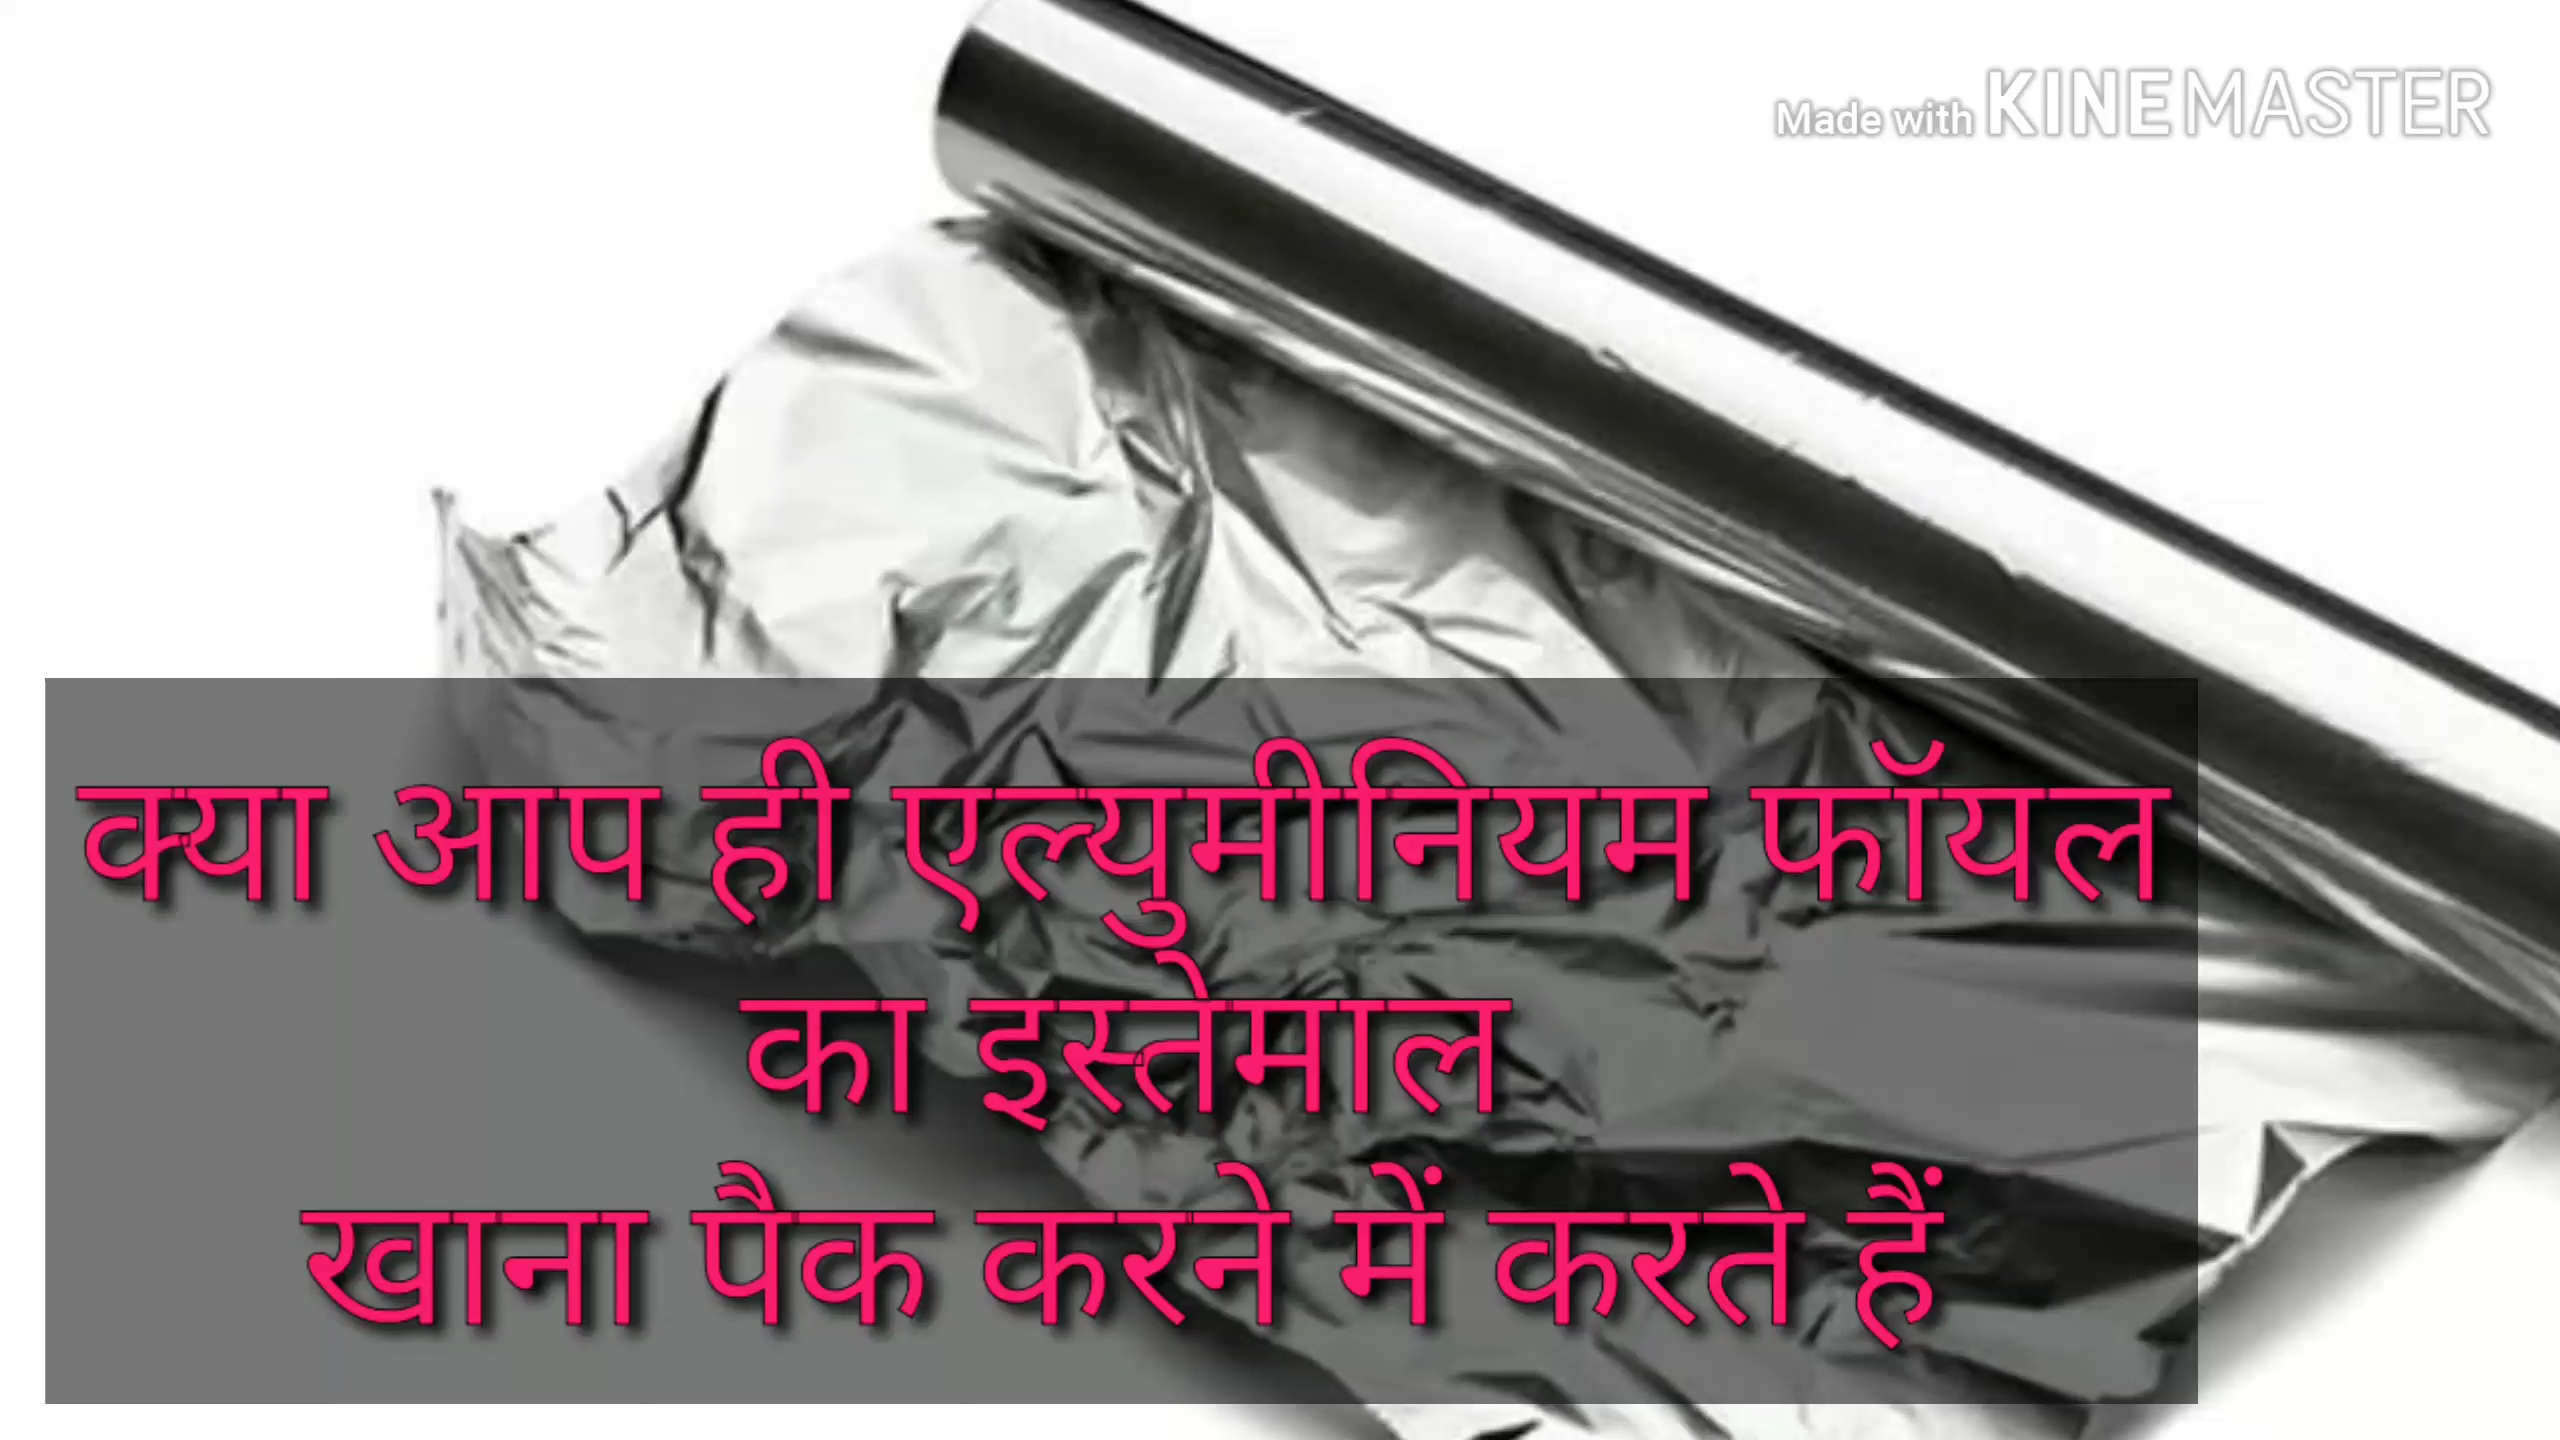 Made with KINEMASTER
क्या आप ही एल्युमीनियम फॉयल
का इस्तेमाल
खाना पैक करने में करते हैं